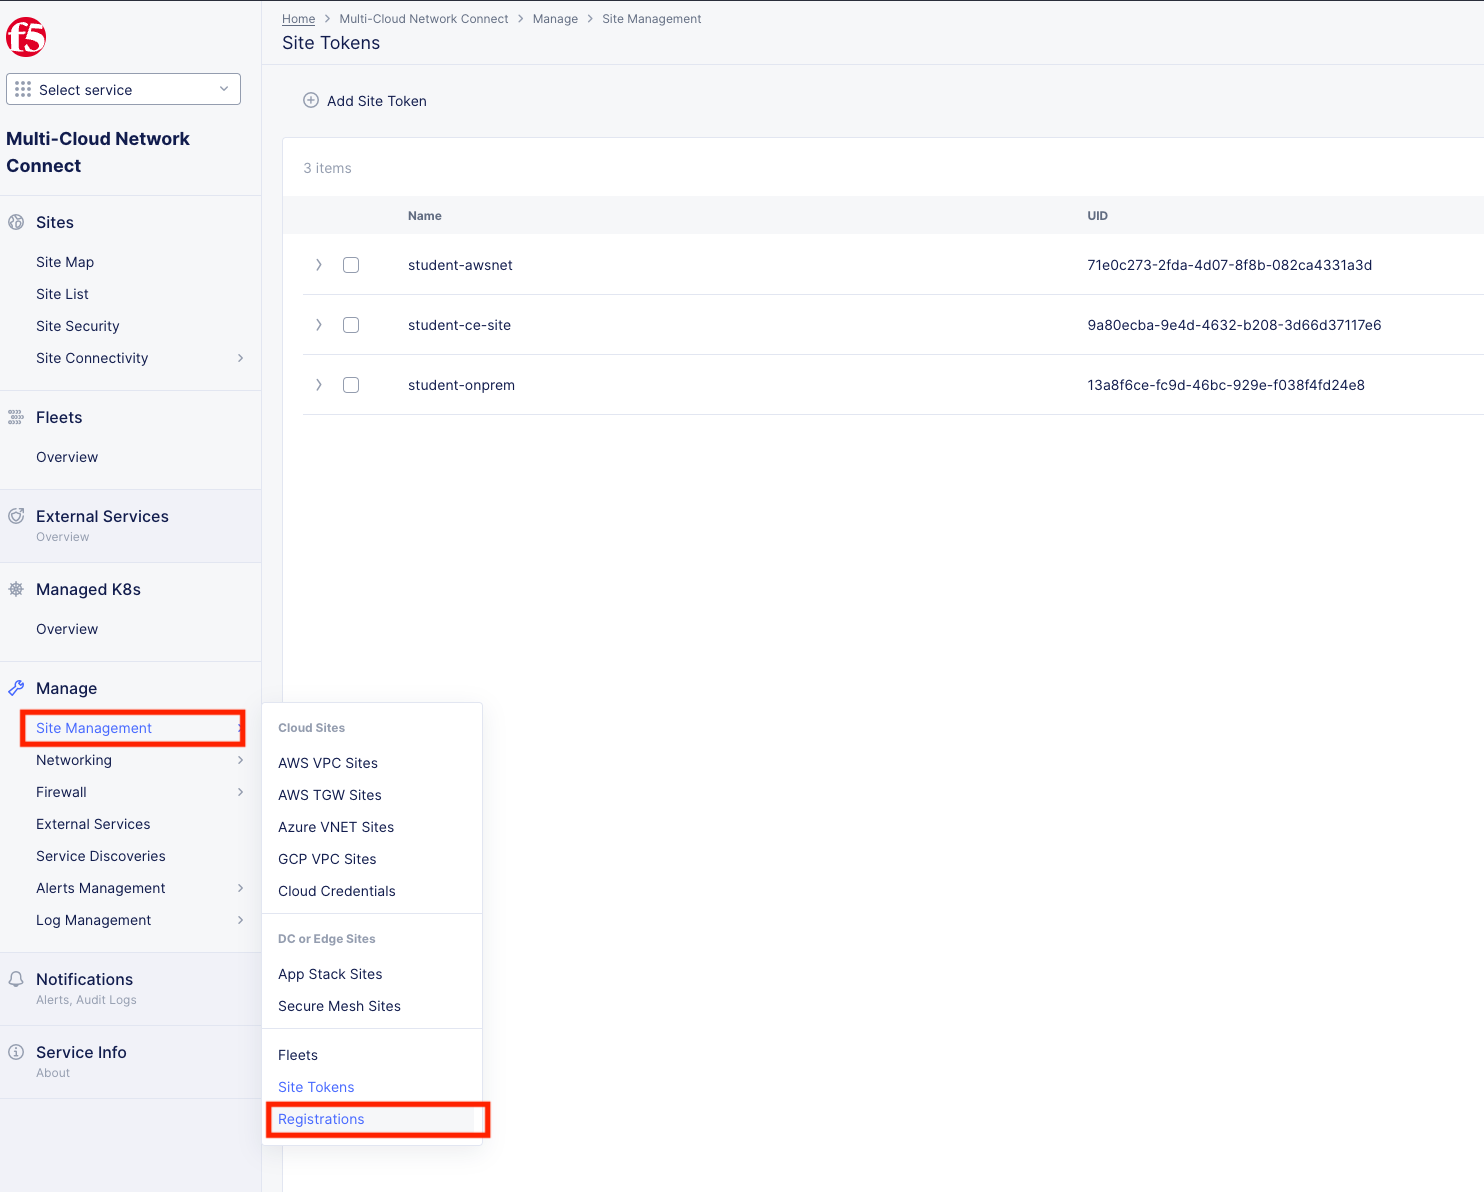 f5
Select service
Multi-Cloud Network
Connect
Sites
Site Map
Site List
Site Security
Site Connectivity
Fleets
Overview
External Services
Overview
Managed K8s
Overview
Manage
Site Management
Networking
Firewall
External Services
Service Discoveries
Alerts Management
Log Management
Notifications
Alerts, Audit Logs
Service Info
About
Home > Multi-Cloud Network Connect > Manage > Site Management
Site Tokens
Add Site Token
3 items
Name UID
student-awsnet 71e0c273-2fda-4d07-8f8b-082ca4331a3d
student-ce-site 9a80ecba-9e4d-4632-b208-3d66d37117e6
student-onprem 13a8f6ce-fc9d-46bc-929e-f038f4fd24e8
Cloud Sites
AWS VPC Sites
AWS TGW Sites
Azure VNET Sites
GCP VPC Sites
Cloud Credentials
DC or Edge Sites
App Stack Sites
Secure Mesh Sites
Fleets
Site Tokens
Registrations